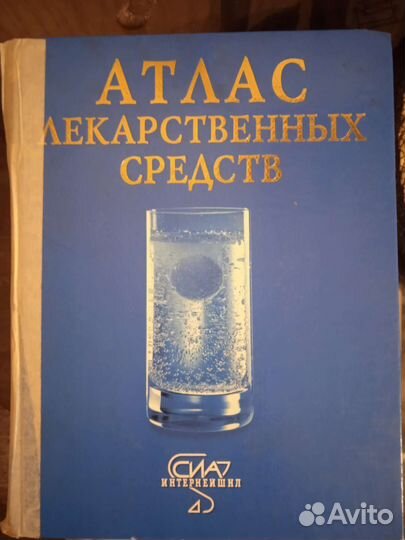 АТЛАС
ЛЕКАРСТВЕННЫХ
СРЕДСТВ
СИА
ИНТЕРНЕЙШНЛ
Avito